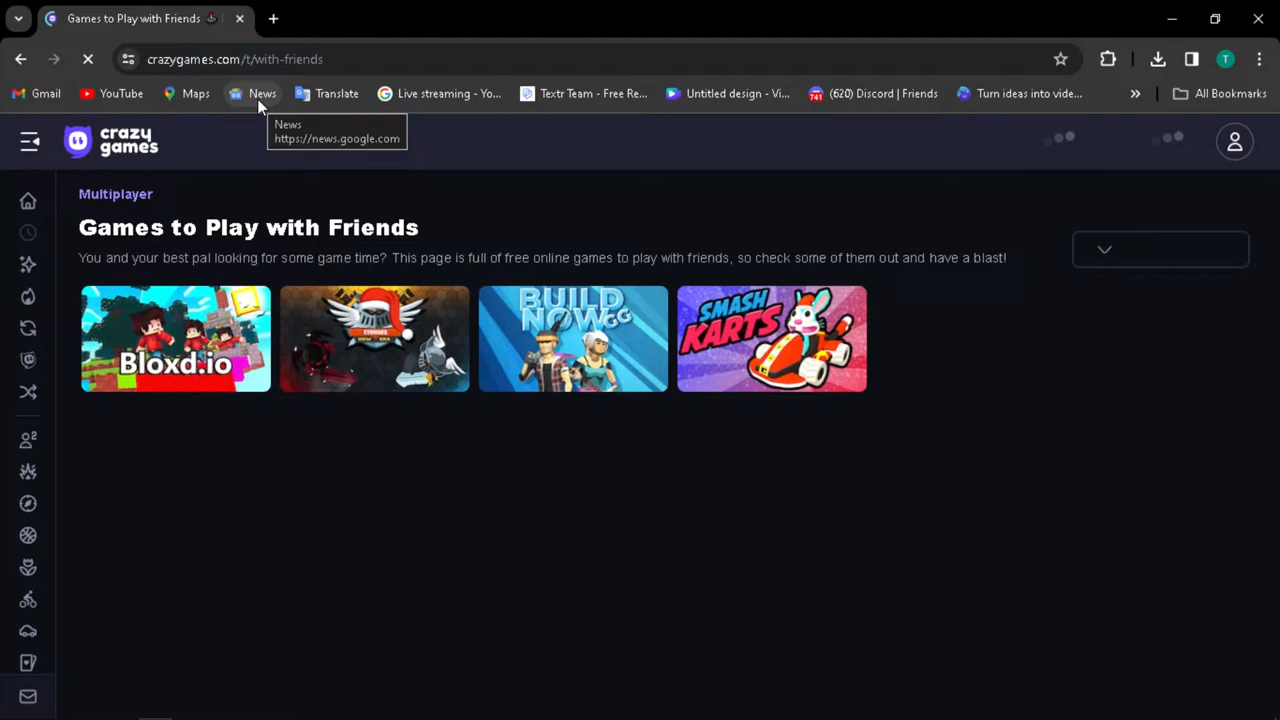 Games to Play with Friends
crazygames.com/t/with-friends
T
Gmail
YouTube
Maps
News
Translate
Live streaming - Yo...
Textr Team - Free Re...
Untitled design - Vi...
741
(620) Discord | Friends
Turn ideas into vide...
»
All Bookmarks
News
https://news.google.com
crazy
games
Multiplayer
Games to Play with Friends
You and your best pal looking for some game time? This page is full of free online games to play with friends, so check some of them out and have a blast!
Bloxd.io
EVOWARS
NEW ERA
BUILD
NOW GG
SMASH
KARTS